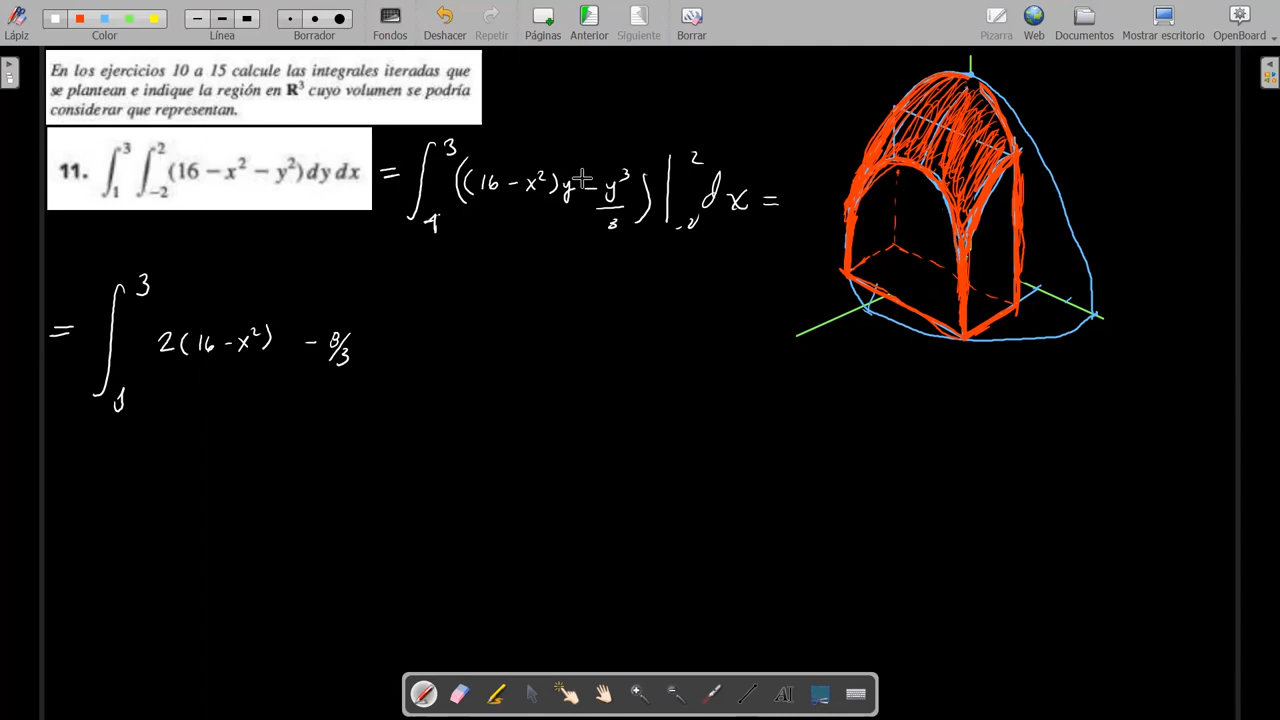 Lápiz Color Línea Borrador Fondos Deshacer Repetir Páginas Anterior Siguiente Borrar Pizarra Web Documentos Mostrar escritorio OpenBoard
En los ejercicios 10 a 15 calcule las integrales iteradas que
se plantean e indique la región en R³ cuyo volumen se podría
considerar que representan.
11. ∫₁³ ∫₋₂² (16 − x² − y²) dy dx = ∫₁³ ((16 − x²)y − y³/3) |₋₂² dx =
= ∫₁³ 2(16 − x²) − 8/3
AI